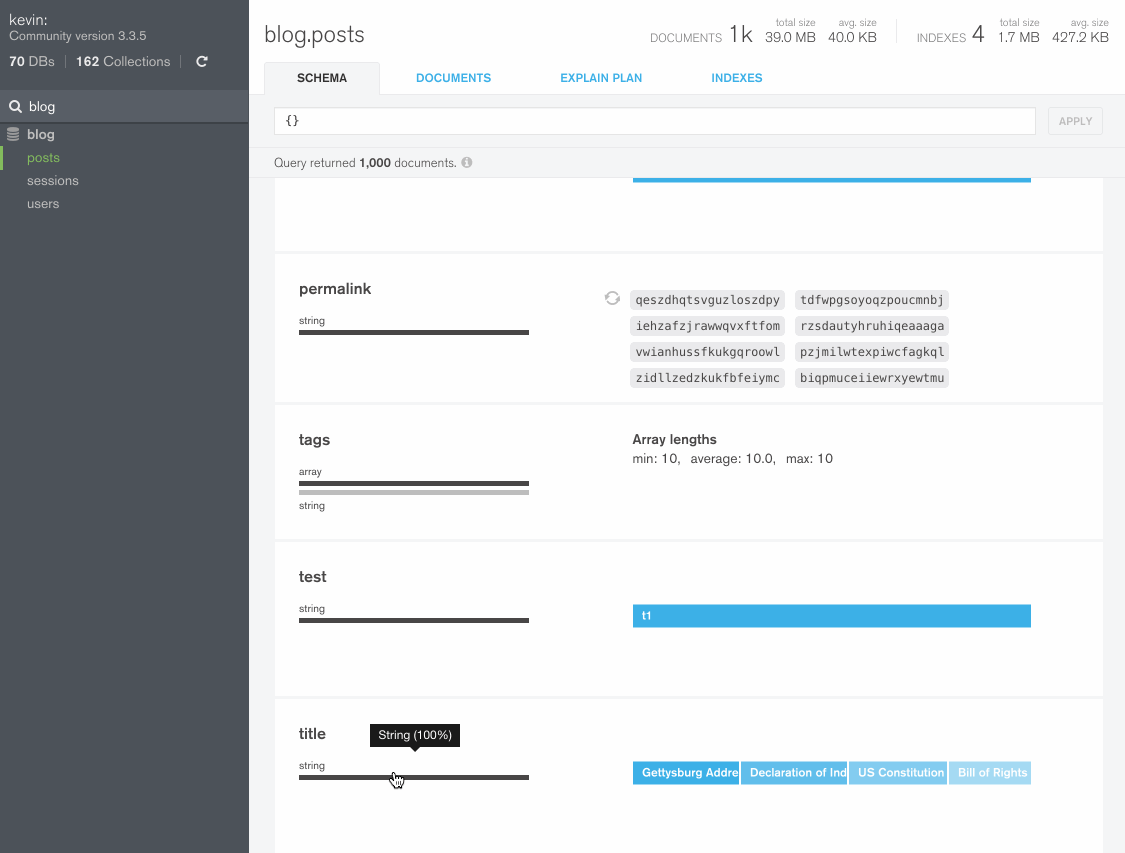 kevin:
Community version 3.3.5
70 DBs 162 Collections
blog
blog
posts
sessions
users
blog.posts
DOCUMENTS 1k total size 39.0 MB avg. size 40.0 KB INDEXES 4 total size 1.7 MB avg. size 427.2 KB
SCHEMA DOCUMENTS EXPLAIN PLAN INDEXES
{} APPLY
Query returned 1,000 documents.
permalink
string
qeszdhqtsvguzloszdpy tdfwpgsoyoqzpoucmnbj
iehzafzjrawwqvxftfom rzsdautyhruhiqeaaaga
vwianhussfkukgqroowl pzjmilwtexpiwcfagkql
zidllzedzkukfbfeiymc biqpmuceiiewrxyewtmu
tags
array
string
Array lengths
min: 10, average: 10.0, max: 10
test
string
t1
title
String (100%)
string
Gettysburg Addre Declaration of Ind US Constitution Bill of Rights